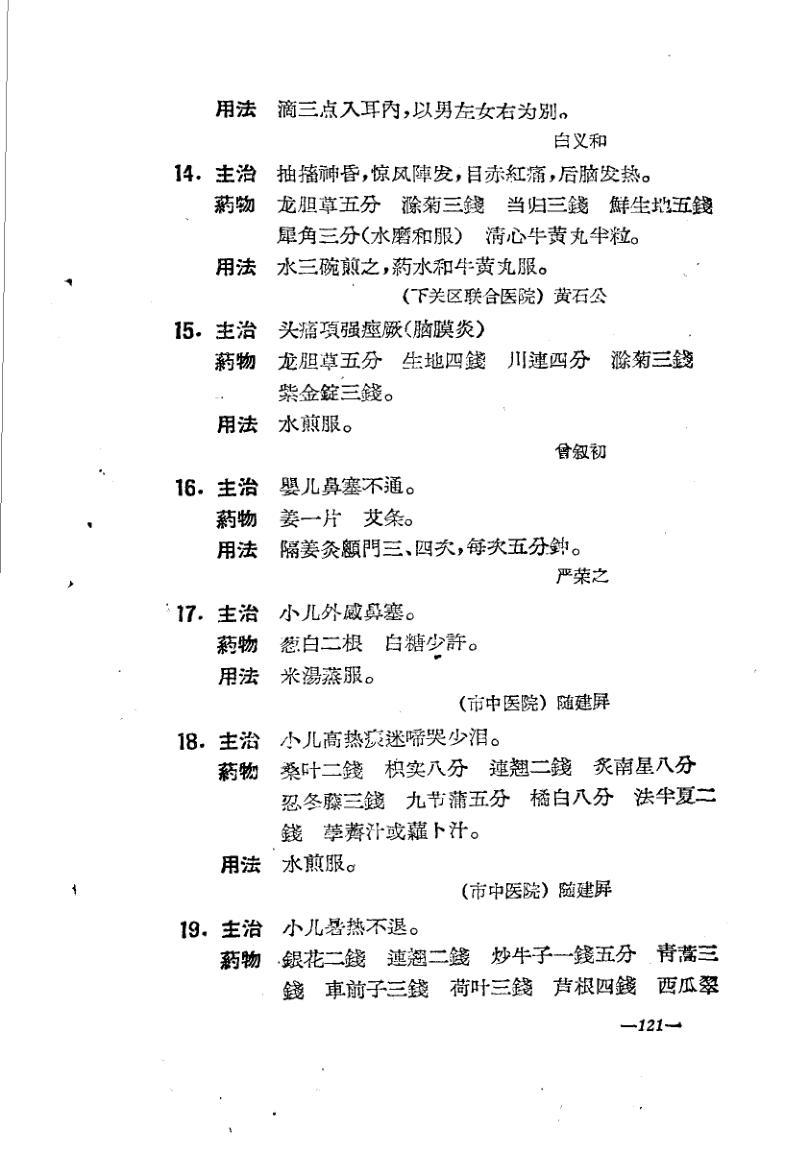 用法　滴三点入耳內，以男左女右为別。
白义和
14. 主治　抽搐神昏，惊风陣发，目赤紅痛，后脑发热。
葯物　龙胆草五分　滁菊三錢　当归三錢　鮮生地五錢
犀角三分（水磨和服）　清心牛黄丸半粒。
用法　水三碗煎之，葯水和牛黄丸服。
（下关区联合医院）黄石公
15. 主治　头痛項强痙厥（脑膜炎）
葯物　龙胆草五分　生地四錢　川連四分　滁菊三錢
紫金錠三錢。
用法　水煎服。
曾叙初
16. 主治　嬰儿鼻塞不通。
葯物　姜一片　艾条。
用法　隔姜灸顖門三、四次，每次五分鈡。
严荣之
17. 主治　小儿外感鼻塞。
葯物　葱白二根　白糖少許。
用法　米湯蒸服。
（市中医院）随建屏
18. 主治　小儿高热痰迷啼哭少泪。
葯物　桑叶二錢　枳实八分　連翘二錢　炙南星八分
忍冬藤三錢　九节蒲五分　橘白八分　法半夏二
錢　荸薺汁或蘿卜汁。
用法　水煎服。
（市中医院）随建屏
19. 主治　小儿暑热不退。
葯物　銀花二錢　連翘二錢　炒牛子一錢五分　青蒿三
錢　車前子三錢　荷叶三錢　芦根四錢　西瓜翠
—121—